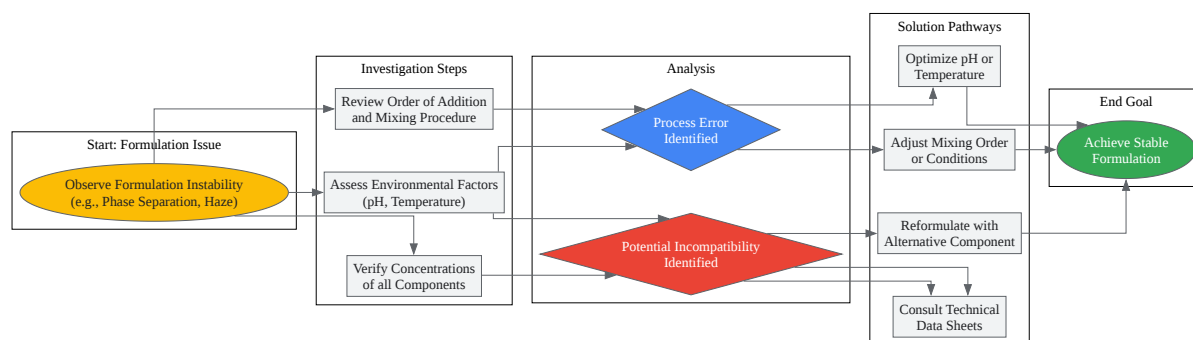 Start: Formulation Issue
Observe Formulation Instability
(e.g., Phase Separation, Haze)
Investigation Steps
Review Order of Addition
and Mixing Procedure
Assess Environmental Factors
(pH, Temperature)
Verify Concentrations
of all Components
Analysis
Process Error
Identified
Potential Incompatibility
Identified
Solution Pathways
Optimize pH or
Temperature
Adjust Mixing Order
or Conditions
Reformulate with
Alternative Component
Consult Technical
Data Sheets
End Goal
Achieve Stable
Formulation